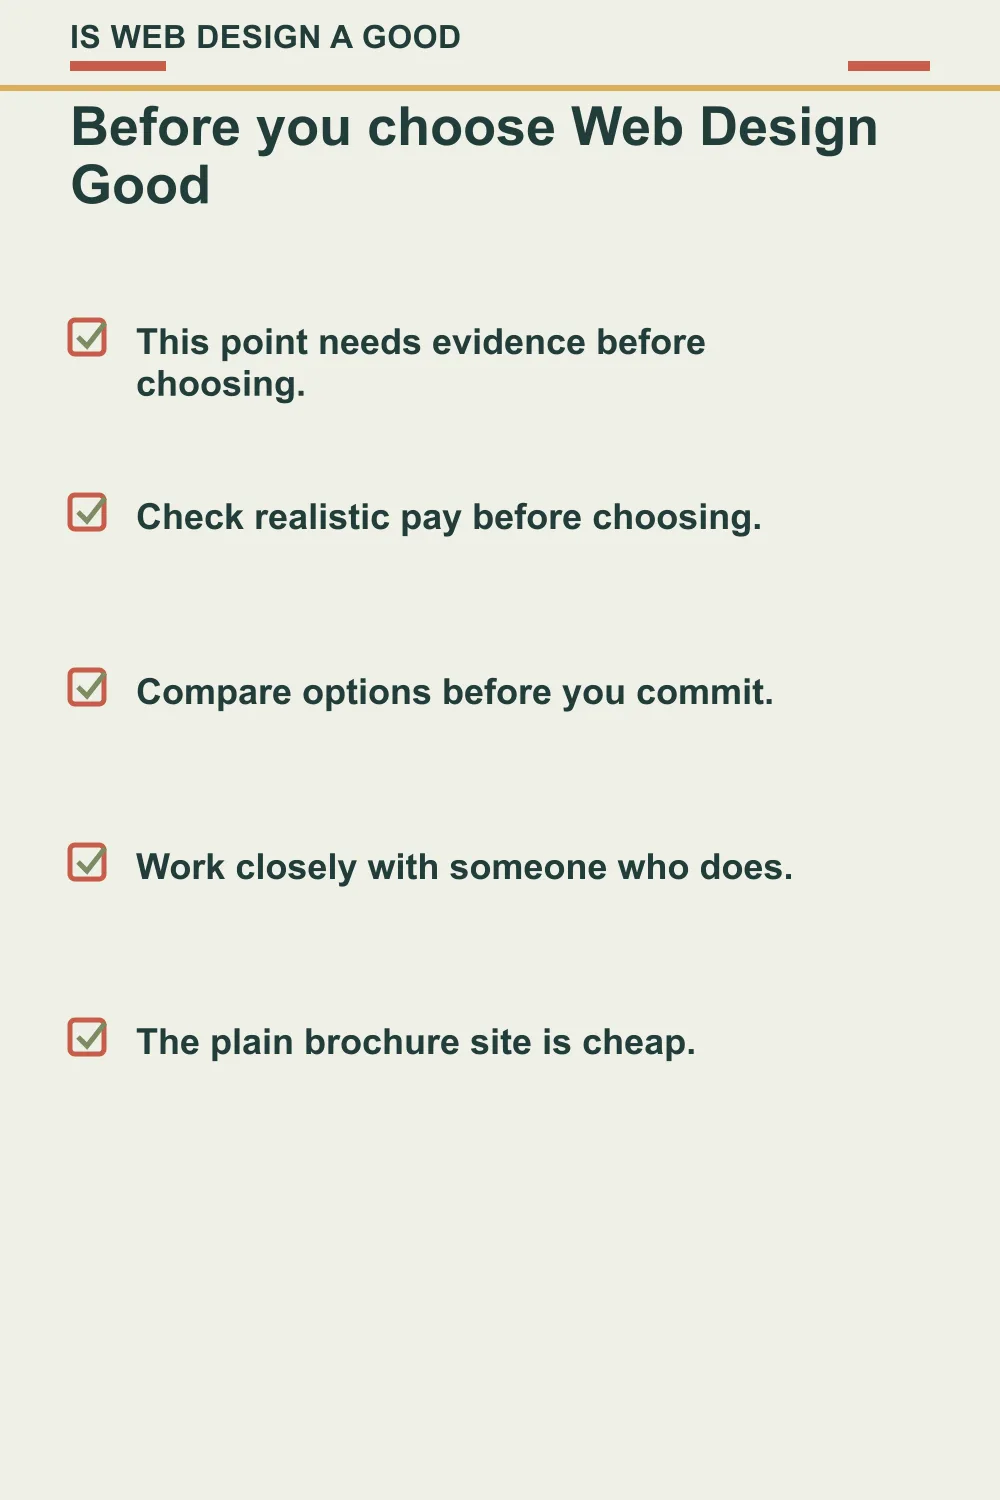 IS WEB DESIGN A GOOD
Before you choose Web Design
Good
This point needs evidence before
choosing.
Check realistic pay before choosing.
Compare options before you commit.
Work closely with someone who does.
The plain brochure site is cheap.